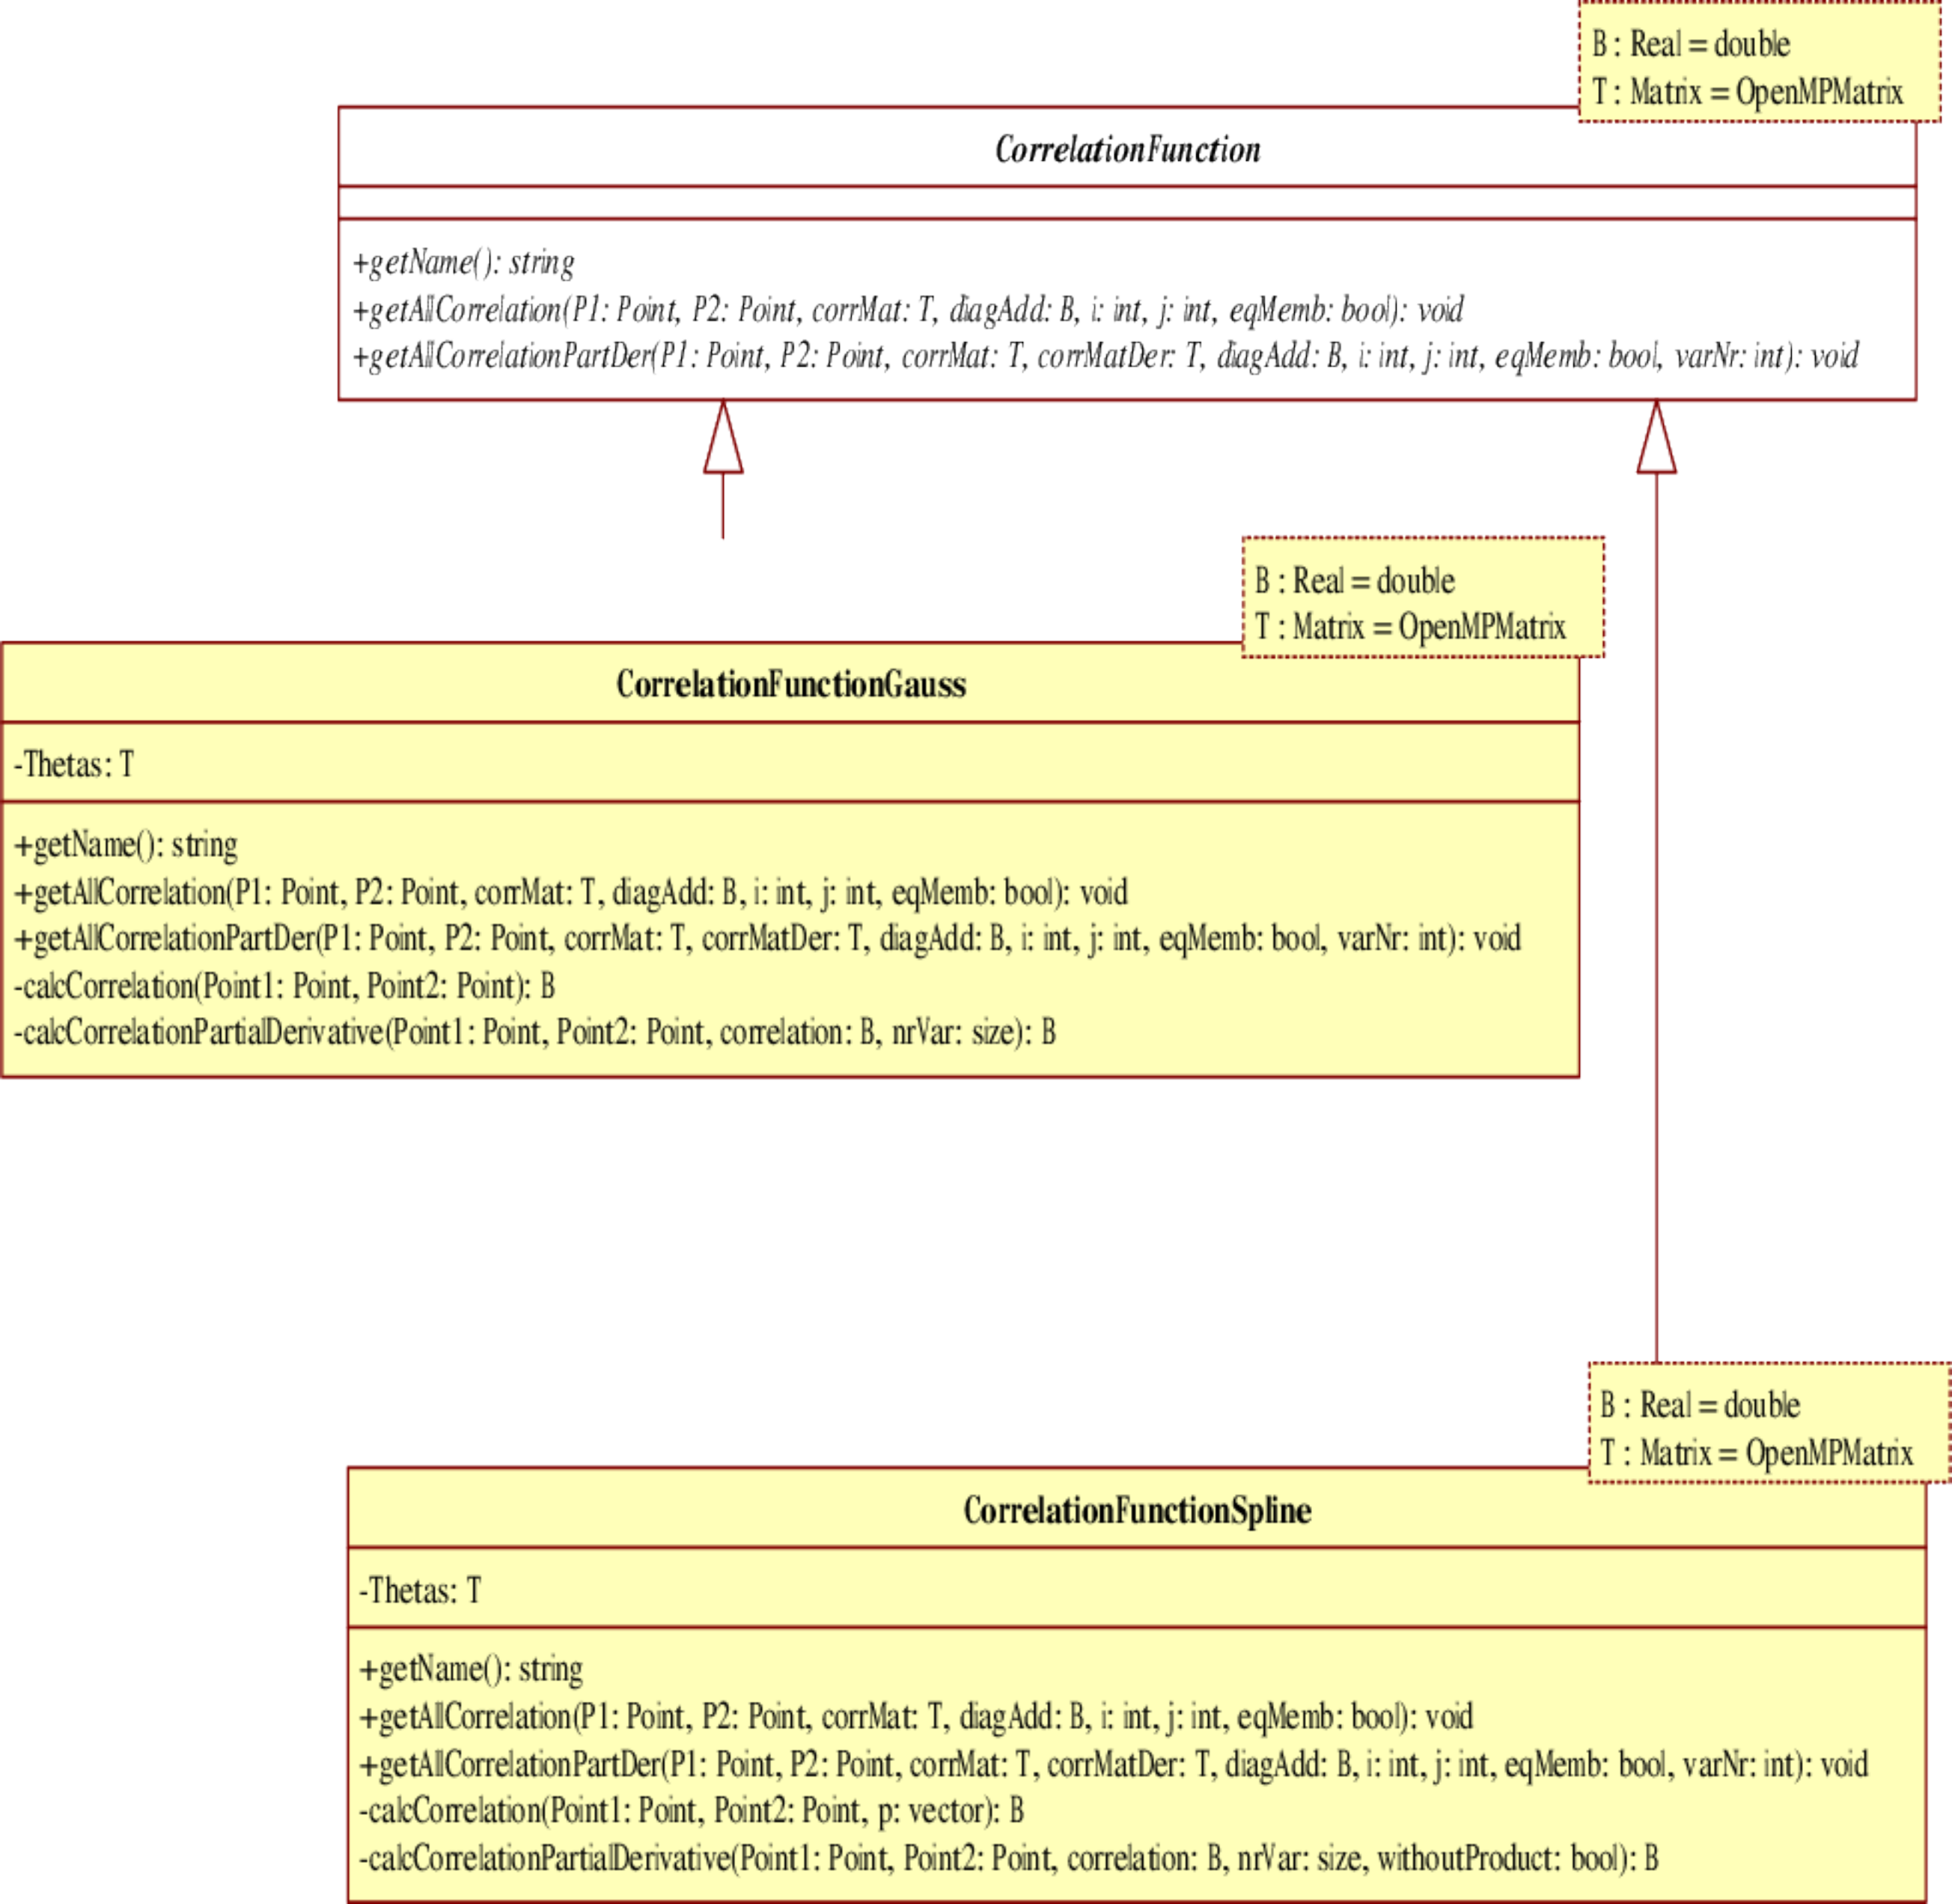 B : Real = double
T : Matrix = OpenMPMatrix
CorrelationFunction
+getName(): string
+getAllCorrelation(P1: Point, P2: Point, corrMat: T, diagAdd: B, i: int, j: int, eqMemb: bool): void
+getAllCorrelationPartDer(P1: Point, P2: Point, corrMat: T, corrMatDer: T, diagAdd: B, i: int, j: int, eqMemb: bool, varNr: int): void
B : Real = double
T : Matrix = OpenMPMatrix
CorrelationFunctionGauss
-Thetas: T
+getName(): string
+getAllCorrelation(P1: Point, P2: Point, corrMat: T, diagAdd: B, i: int, j: int, eqMemb: bool): void
+getAllCorrelationPartDer(P1: Point, P2: Point, corrMat: T, corrMatDer: T, diagAdd: B, i: int, j: int, eqMemb: bool, varNr: int): void
-calcCorrelation(Point1: Point, Point2: Point): B
-calcCorrelationPartialDerivative(Point1: Point, Point2: Point, correlation: B, nrVar: size): B
B : Real = double
T : Matrix = OpenMPMatrix
CorrelationFunctionSpline
-Thetas: T
+getName(): string
+getAllCorrelation(P1: Point, P2: Point, corrMat: T, diagAdd: B, i: int, j: int, eqMemb: bool): void
+getAllCorrelationPartDer(P1: Point, P2: Point, corrMat: T, corrMatDer: T, diagAdd: B, i: int, j: int, eqMemb: bool, varNr: int): void
-calcCorrelation(Point1: Point, Point2: Point, p: vector): B
-calcCorrelationPartialDerivative(Point1: Point, Point2: Point, correlation: B, nrVar: size, withoutProduct: bool): B